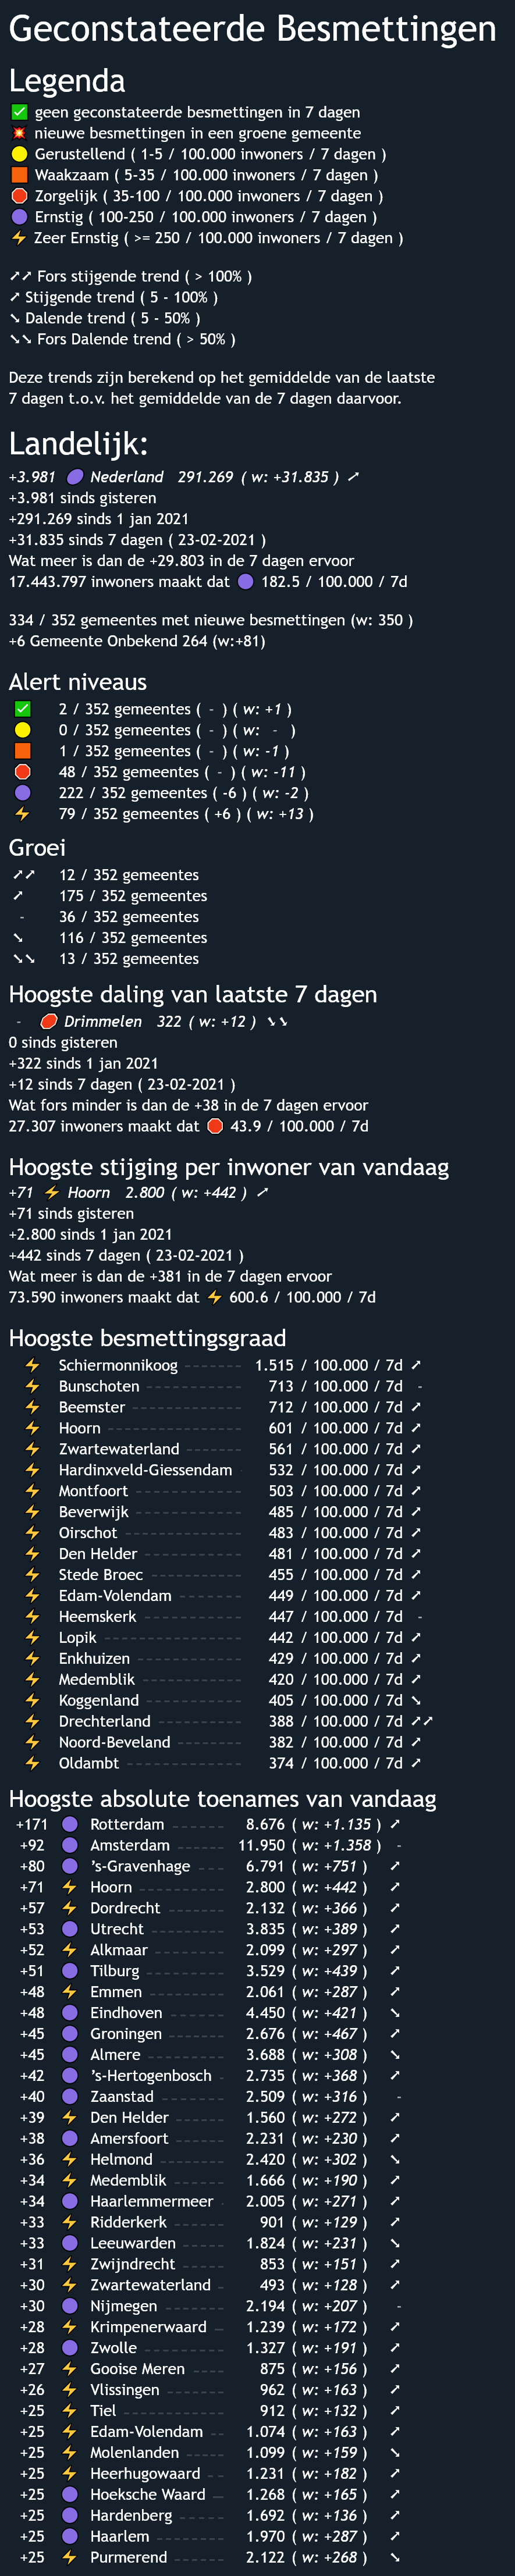 Geconstateerde Besmettingen
Legenda
✅ geen geconstateerde besmettingen in 7 dagen
💥 nieuwe besmettingen in een groene gemeente
🟡 Gerustellend ( 1-5 / 100.000 inwoners / 7 dagen )
🟧 Waakzaam ( 5-35 / 100.000 inwoners / 7 dagen )
🛑 Zorgelijk ( 35-100 / 100.000 inwoners / 7 dagen )
🟣 Ernstig ( 100-250 / 100.000 inwoners / 7 dagen )
⚡ Zeer Ernstig ( >= 250 / 100.000 inwoners / 7 dagen )
➚➚ Fors stijgende trend ( > 100% )
➚ Stijgende trend ( 5 - 100% )
➘ Dalende trend ( 5 - 50% )
➘➘ Fors Dalende trend ( > 50% )
Deze trends zijn berekend op het gemiddelde van de laatste
7 dagen t.o.v. het gemiddelde van de 7 dagen daarvoor.
Landelijk:
+3.981 🟣 Nederland 291.269 ( w: +31.835 ) ➚
+3.981 sinds gisteren
+291.269 sinds 1 jan 2021
+31.835 sinds 7 dagen ( 23-02-2021 )
Wat meer is dan de +29.803 in de 7 dagen ervoor
17.443.797 inwoners maakt dat 🟣 182.5 / 100.000 / 7d
334 / 352 gemeentes met nieuwe besmettingen (w: 350 )
+6 Gemeente Onbekend 264 (w:+81)
Alert niveaus
✅ 2 / 352 gemeentes ( - ) ( w: +1 )
🟡 0 / 352 gemeentes ( - ) ( w: - )
🟧 1 / 352 gemeentes ( - ) ( w: -1 )
🛑 48 / 352 gemeentes ( - ) ( w: -11 )
🟣 222 / 352 gemeentes ( -6 ) ( w: -2 )
⚡ 79 / 352 gemeentes ( +6 ) ( w: +13 )
Groei
➚➚ 12 / 352 gemeentes
➚ 175 / 352 gemeentes
- 36 / 352 gemeentes
➘ 116 / 352 gemeentes
➘➘ 13 / 352 gemeentes
Hoogste daling van laatste 7 dagen
- 🛑 Drimmelen 322 ( w: +12 ) ➘➘
0 sinds gisteren
+322 sinds 1 jan 2021
+12 sinds 7 dagen ( 23-02-2021 )
Wat fors minder is dan de +38 in de 7 dagen ervoor
27.307 inwoners maakt dat 🛑 43.9 / 100.000 / 7d
Hoogste stijging per inwoner van vandaag
+71 ⚡ Hoorn 2.800 ( w: +442 ) ➚
+71 sinds gisteren
+2.800 sinds 1 jan 2021
+442 sinds 7 dagen ( 23-02-2021 )
Wat meer is dan de +381 in de 7 dagen ervoor
73.590 inwoners maakt dat ⚡ 600.6 / 100.000 / 7d
Hoogste besmettingsgraad
⚡ Schiermonnikoog ------ 1.515 / 100.000 / 7d ➚
⚡ Bunschoten ------ 713 / 100.000 / 7d -
⚡ Beemster ------ 712 / 100.000 / 7d ➚
⚡ Hoorn ------ 601 / 100.000 / 7d ➚
⚡ Zwartewaterland ------ 561 / 100.000 / 7d ➚
⚡ Hardinxveld-Giessendam 532 / 100.000 / 7d ➚
⚡ Montfoort ------ 503 / 100.000 / 7d ➚
⚡ Beverwijk ------ 485 / 100.000 / 7d ➚
⚡ Oirschot ------ 483 / 100.000 / 7d ➚
⚡ Den Helder ------ 481 / 100.000 / 7d ➚
⚡ Stede Broec ------ 455 / 100.000 / 7d ➚
⚡ Edam-Volendam ------ 449 / 100.000 / 7d ➚
⚡ Heemskerk ------ 447 / 100.000 / 7d -
⚡ Lopik ------ 442 / 100.000 / 7d ➚
⚡ Enkhuizen ------ 429 / 100.000 / 7d ➚
⚡ Medemblik ------ 420 / 100.000 / 7d ➚
⚡ Koggenland ------ 405 / 100.000 / 7d ➘
⚡ Drechterland ------ 388 / 100.000 / 7d ➚➚
⚡ Noord-Beveland ------ 382 / 100.000 / 7d ➚
⚡ Oldambt ------ 374 / 100.000 / 7d ➚
Hoogste absolute toenames van vandaag
+171 🟣 Rotterdam ------ 8.676 ( w: +1.135 ) ➚
+92 🟣 Amsterdam ------ 11.950 ( w: +1.358 ) -
+80 🟣 's-Gravenhage ---- 6.791 ( w: +751 ) ➚
+71 ⚡ Hoorn ------ 2.800 ( w: +442 ) ➚
+57 ⚡ Dordrecht ------ 2.132 ( w: +366 ) ➚
+53 🟣 Utrecht ------ 3.835 ( w: +389 ) ➚
+52 ⚡ Alkmaar ------ 2.099 ( w: +297 ) ➚
+51 🟣 Tilburg ------ 3.529 ( w: +439 ) ➚
+48 ⚡ Emmen ------ 2.061 ( w: +287 ) ➚
+48 🟣 Eindhoven ------ 4.450 ( w: +421 ) ➘
+45 🟣 Groningen ------ 2.676 ( w: +467 ) ➚
+45 🟣 Almere ------ 3.688 ( w: +308 ) ➘
+42 🟣 's-Hertogenbosch - 2.735 ( w: +368 ) ➚
+40 🟣 Zaanstad ------ 2.509 ( w: +316 ) -
+39 ⚡ Den Helder ------ 1.560 ( w: +272 ) ➚
+38 🟣 Amersfoort ----- 2.231 ( w: +230 ) ➚
+36 ⚡ Helmond ------ 2.420 ( w: +302 ) ➘
+34 ⚡ Medemblik ------ 1.666 ( w: +190 ) ➚
+34 🟣 Haarlemmermeer - 2.005 ( w: +271 ) ➚
+33 ⚡ Ridderkerk ------ 901 ( w: +129 ) ➚
+33 🟣 Leeuwarden ----- 1.824 ( w: +231 ) ➘
+31 ⚡ Zwijndrecht ----- 853 ( w: +151 ) ➚
+30 ⚡ Zwartewaterland - 493 ( w: +128 ) ➚
+30 🟣 Nijmegen ------ 2.194 ( w: +207 ) -
+28 ⚡ Krimpenerwaard -- 1.239 ( w: +172 ) ➚
+28 🟣 Zwolle ------ 1.327 ( w: +191 ) ➚
+27 ⚡ Gooise Meren ---- 875 ( w: +156 ) ➚
+26 ⚡ Vlissingen ------ 962 ( w: +163 ) ➚
+25 ⚡ Tiel ------ 912 ( w: +132 ) ➚
+25 ⚡ Edam-Volendam -- 1.074 ( w: +163 ) ➚
+25 ⚡ Molenlanden ----- 1.099 ( w: +159 ) ➘
+25 ⚡ Heerhugowaard -- 1.231 ( w: +182 ) ➚
+25 🟣 Hoeksche Waard -- 1.268 ( w: +165 ) ➚
+25 🟣 Hardenberg ----- 1.692 ( w: +136 ) ➚
+25 🟣 Haarlem ------ 1.970 ( w: +287 ) ➚
+25 ⚡ Purmerend ------ 2.122 ( w: +268 ) ➘